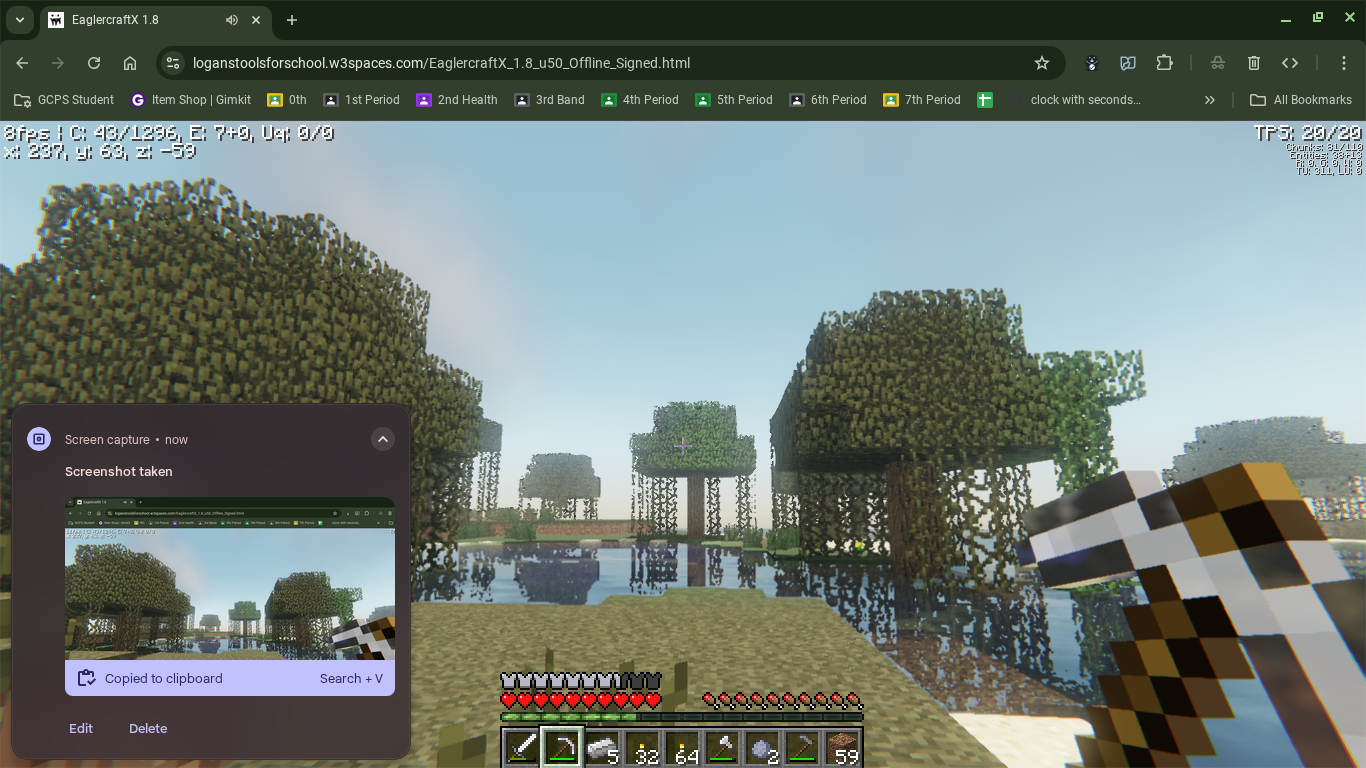 EaglercraftX 1.8
loganstoolsforschool.w3spaces.com/EaglercraftX_1.8_u50_Offline_Signed.html
GCPS Student
Item Shop | Gimkit
0th
1st Period
2nd Health
3rd Band
4th Period
5th Period
6th Period
7th Period
clock with seconds...
All Bookmarks
8fps | C: 43/1296, E: 7+0, Uq: 0/0
x: 237, y: 63, z: -59
TPS: 20/20
Screen capture • now
Screenshot taken
Copied to clipboard
Search + V
Edit
Delete
5
32
64
2
59